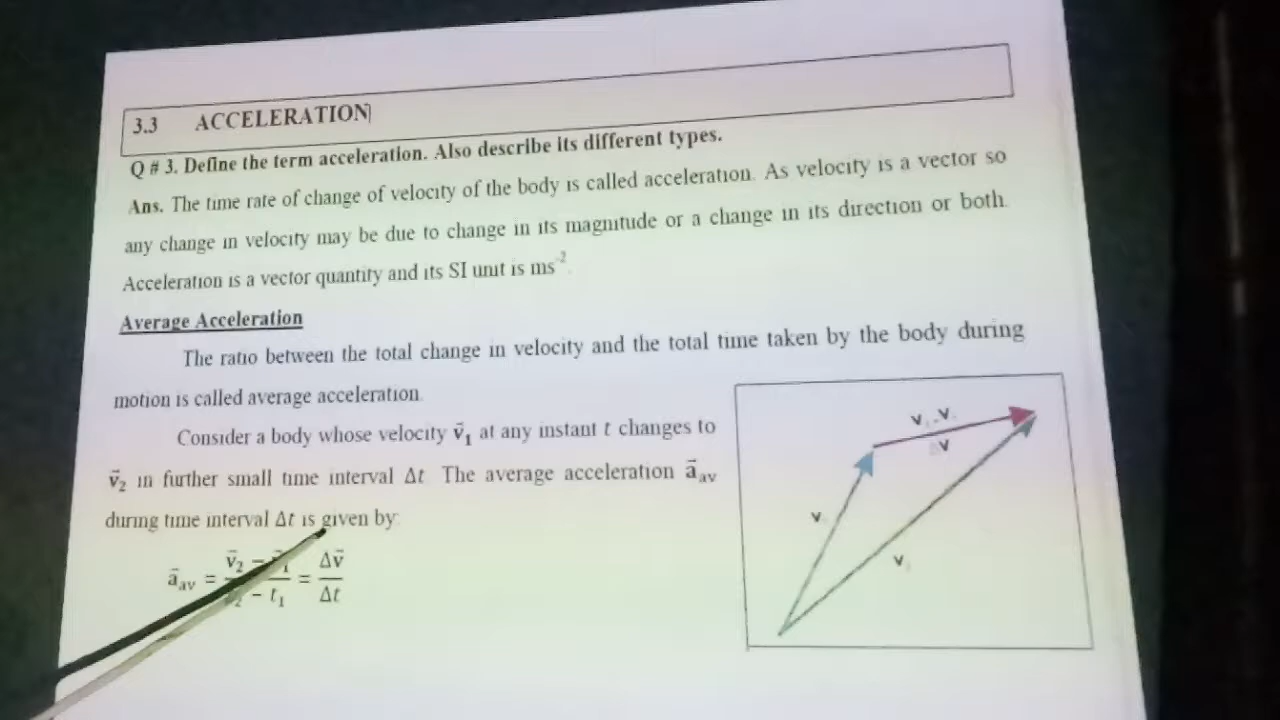 3.3 ACCELERATION
Q # 3. Define the term acceleration. Also describe its different types.
Ans. The time rate of change of velocity of the body is called acceleration. As velocity is a vector so
any change in velocity may be due to change in its magnitude or a change in its direction or both.
Acceleration is a vector quantity and its SI unit is ms⁻².
Average Acceleration
The ratio between the total change in velocity and the total time taken by the body during
motion is called average acceleration.
Consider a body whose velocity v⃗₁ at any instant t changes to
v⃗₂ in further small time interval Δt. The average acceleration a⃗av
during time interval Δt is given by:
a⃗av = v⃗₂ − ₁ / ₂ − t₁ = Δv⃗ / Δt
v - v
Δv
v
v